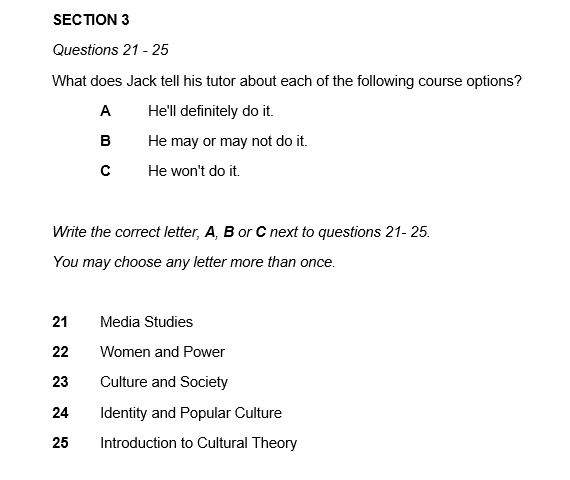 SECTION 3
Questions 21 - 25
What does Jack tell his tutor about each of the following course options?
A He'll definitely do it.
B He may or may not do it.
C He won't do it.
Write the correct letter, A, B or C next to questions 21- 25.
You may choose any letter more than once.
21 Media Studies
22 Women and Power
23 Culture and Society
24 Identity and Popular Culture
25 Introduction to Cultural Theory